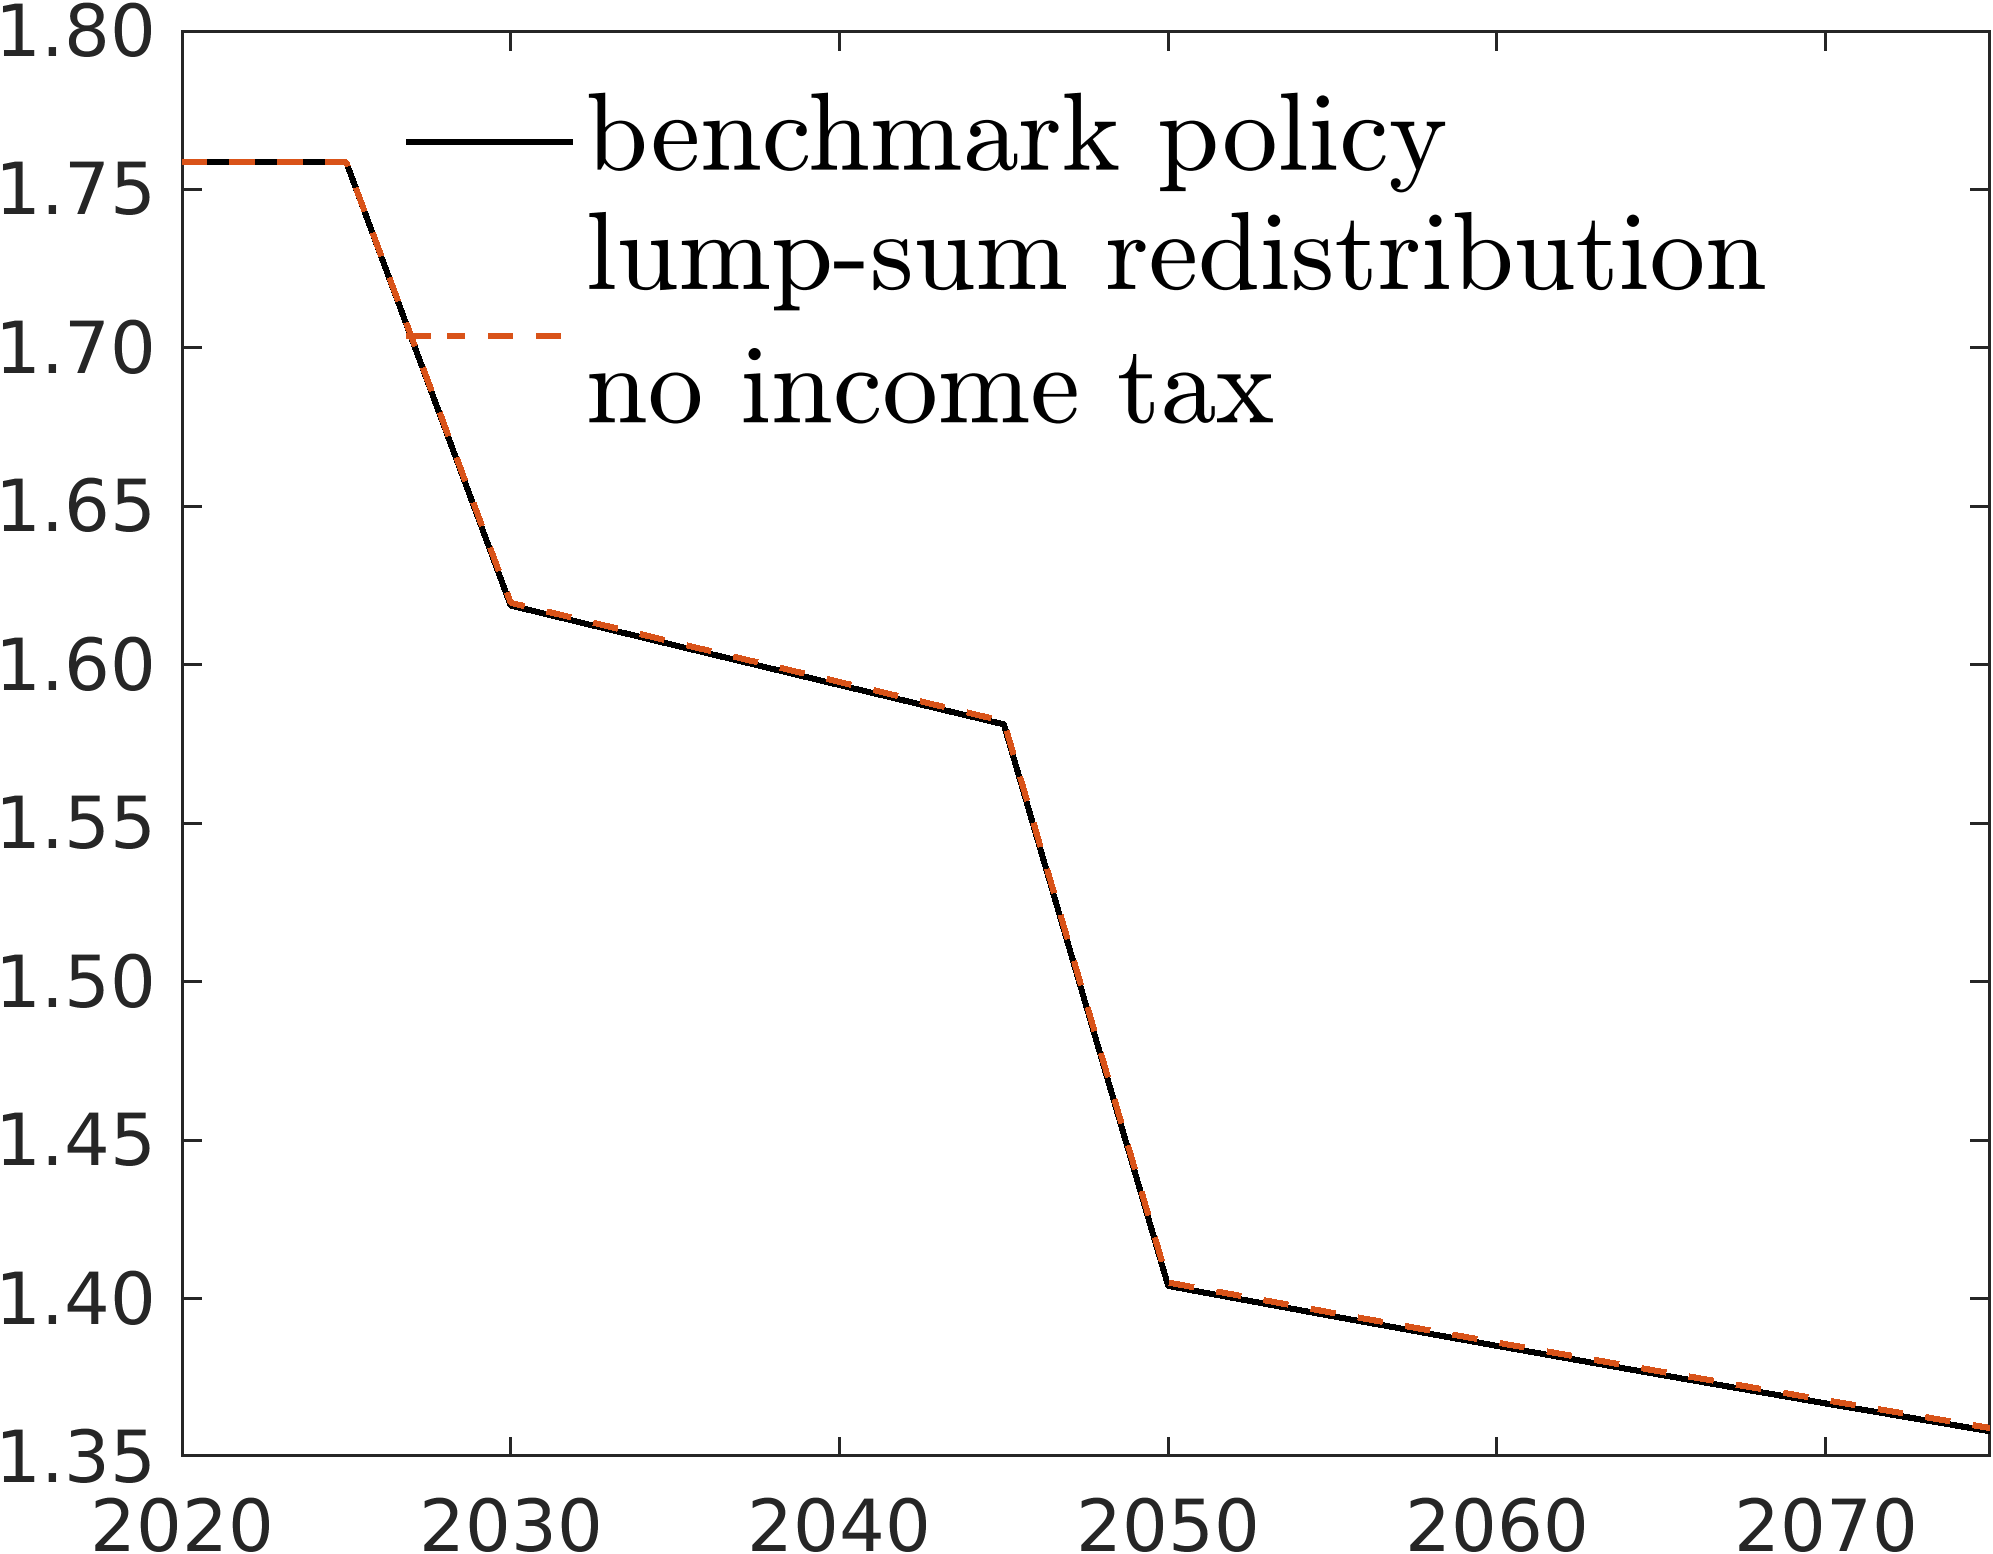 1.80
benchmark policy
1.75
lump-sum redistribution
1.70
no income tax
1.65
1.60
1.55
1.50
1.45
1.40
1.35
2020 2030 2040 2050 2060 2070